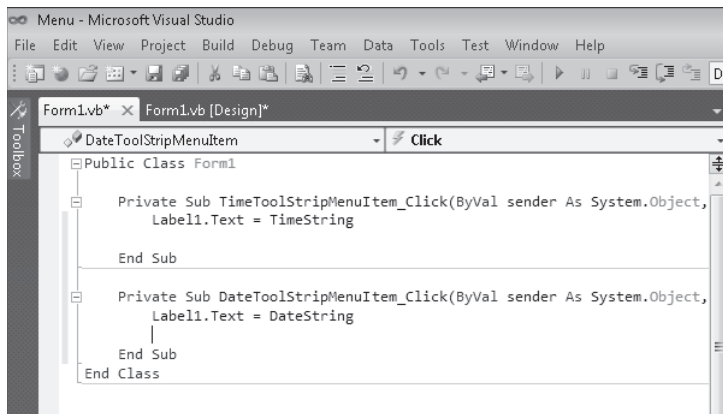 Menu - Microsoft Visual Studio
File Edit View Project Build Debug Team Data Tools Test Window Help
D
Toolbox
Form1.vb* Form1.vb [Design]*
DateToolStripMenuItem Click
Public Class Form1
Private Sub TimeToolStripMenuItem_Click(ByVal sender As System.Object,
Label1.Text = TimeString
End Sub
Private Sub DateToolStripMenuItem_Click(ByVal sender As System.Object,
Label1.Text = DateString
End Sub
End Class